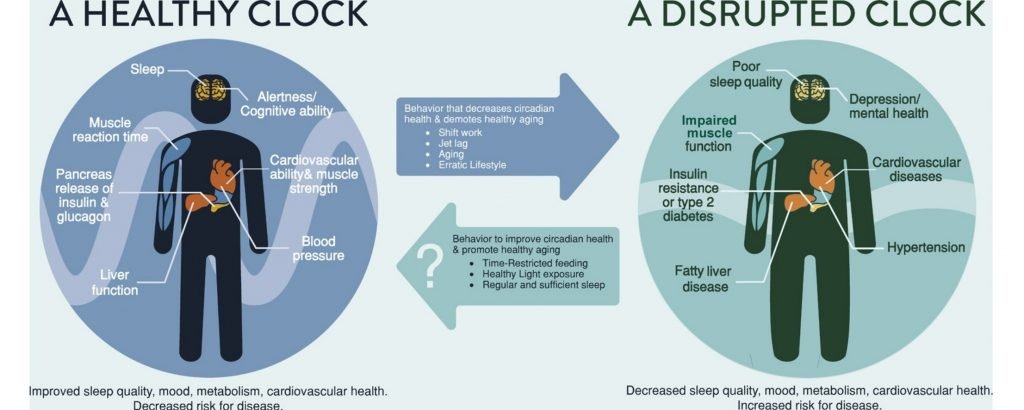 A HEALTHY CLOCK
Sleep
Alertness/
Cognitive ability
Muscle
reaction time
Pancreas
release of
insulin &
glucagon
Cardiovascular
ability& muscle
strength
Blood
pressure
Liver
function
Improved sleep quality, mood, metabolism, cardiovascular health.
Decreased risk for disease.
Behavior that decreases circadian
health & demotes healthy aging
• Shift work
• Jet lag
• Aging
• Erratic Lifestyle
?
Behavior to improve circadian health
& promote healthy aging
• Time-Restricted feeding
• Healthy Light exposure
• Regular and sufficient sleep
A DISRUPTED CLOCK
Poor
sleep quality
Depression/
mental health
Impaired
muscle
function
Cardiovascular
diseases
Insulin
resistance
or type 2
diabetes
Hypertension
Fatty liver
disease
Decreased sleep quality, mood, metabolism, cardiovascular health.
Increased risk for disease.